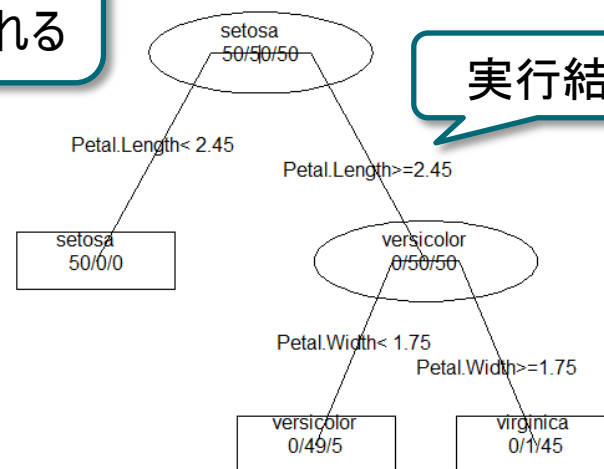 れる
実行結
setosa
50/50/50
Petal.Length< 2.45
Petal.Length>=2.45
setosa
50/0/0
versicolor
0/50/50
Petal.Width< 1.75
Petal.Width>=1.75
versicolor
0/49/5
virginica
0/1/45